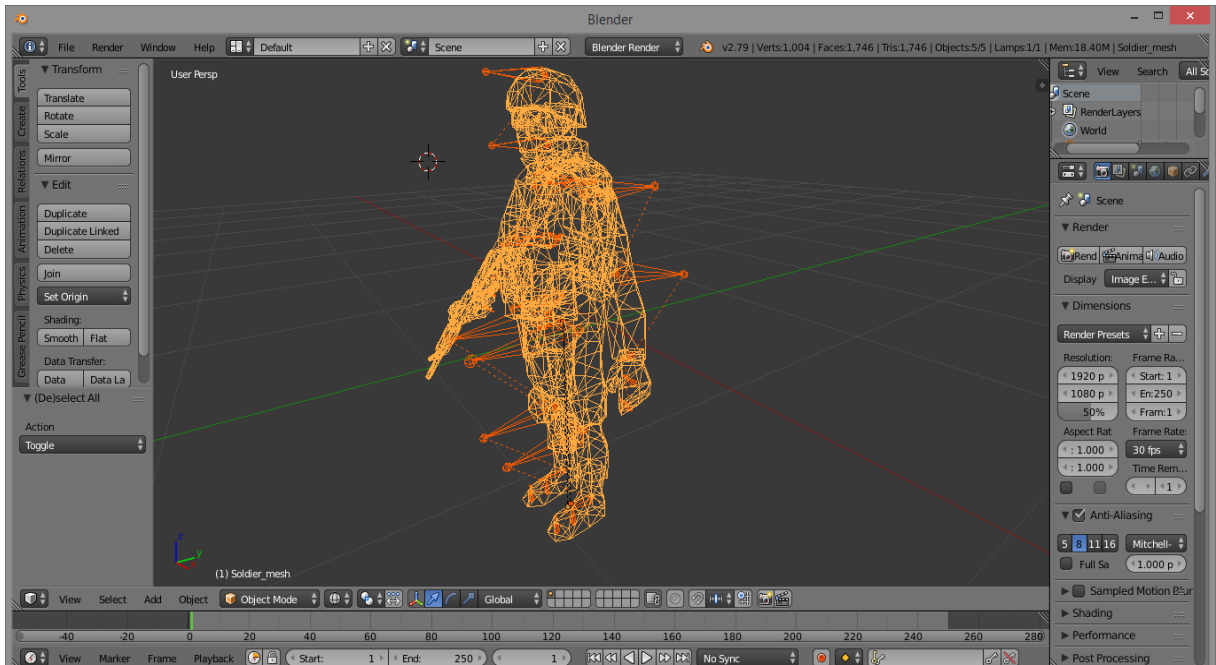 Blender
File Render Window Help Default Scene Blender Render v2.79 | Verts:1,004 | Faces:1,746 | Tris:1,746 | Objects:5/5 | Lamps:1/1 | Mem:18.40M | Soldier_mesh
Tools
Create
Relations
Animation
Physics
Grease Pencil
Transform
Translate
Rotate
Scale
Mirror
Edit
Duplicate
Duplicate Linked
Delete
Join
Set Origin
Shading:
Smooth Flat
Data Transfer:
Data Data La
(De)select All
Action
Toggle
User Persp
z
y
(1) Soldier_mesh
View Select Add Object Object Mode Global
-40 -20 0 20 40 60 80 100 120 140 160 180 200 220 240 260 280
View Marker Frame Playback Start: 1 End: 250 1 No Sync
View Search All Sc
Scene
RenderLayers
World
Scene
Render
Rend Anima Audio
Display Image E...
Dimensions
Render Presets
Resolution: Frame Ra...
1920 p Start: 1
1080 p En:250
50% Fram:1
Aspect Rat Frame Rate:
: 1.000 30 fps
: 1.000 Time Rem...
1
Anti-Aliasing
5 8 11 16 Mitchell-
Full Sa 1.000 p
Sampled Motion Blur
Shading
Performance
Post Processing